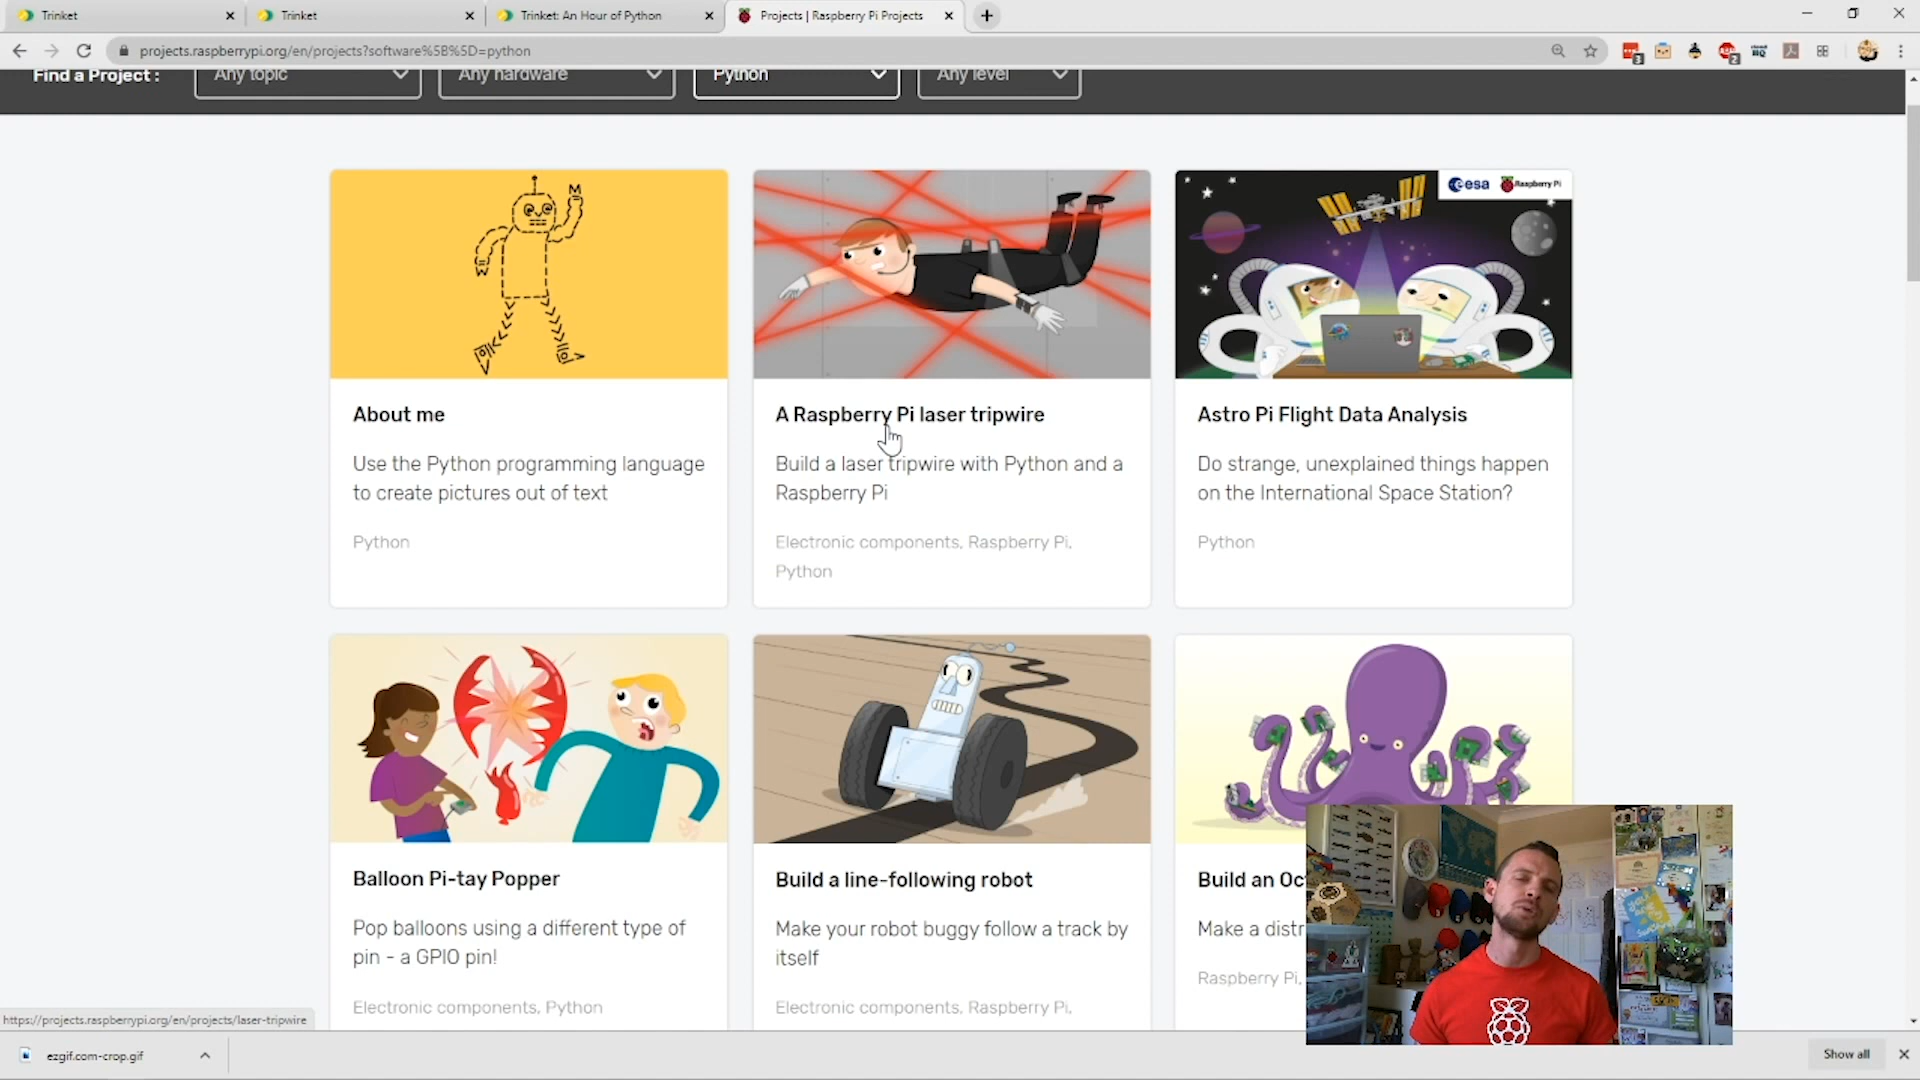 Trinket
Trinket
Trinket: An Hour of Python
Projects | Raspberry Pi Projects
projects.raspberrypi.org/en/projects?software%5B%5D=python
Find a Project :
Any topic
Any hardware
Python
Any level
esa
Raspberry Pi
About me
Use the Python programming language
to create pictures out of text
Python
A Raspberry Pi laser tripwire
Build a laser tripwire with Python and a
Raspberry Pi
Electronic components, Raspberry Pi,
Python
Astro Pi Flight Data Analysis
Do strange, unexplained things happen
on the International Space Station?
Python
Balloon Pi-tay Popper
Pop balloons using a different type of
pin - a GPIO pin!
Electronic components, Python
Build a line-following robot
Make your robot buggy follow a track by
itself
Electronic components, Raspberry Pi,
Build an Oc
Make a distr
Raspberry Pi,
https://projects.raspberrypi.org/en/projects/laser-tripwire
ezgif.com-crop.gif
Show all